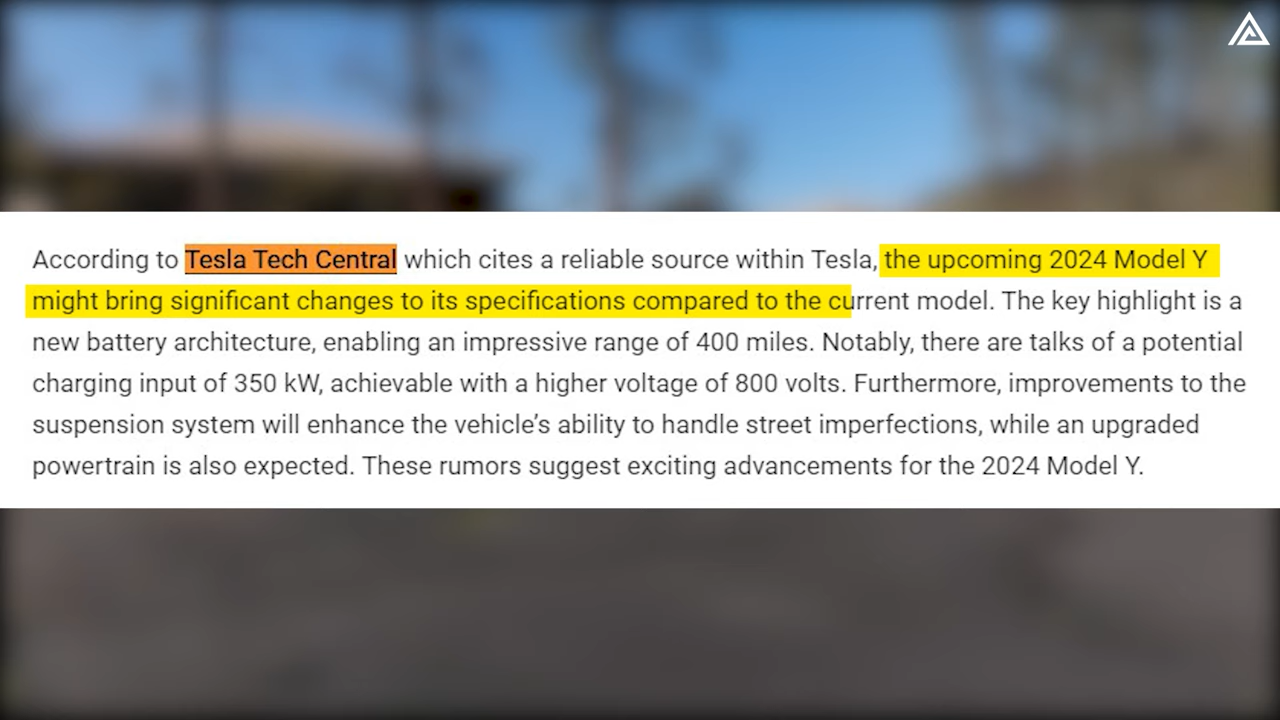 According to Tesla Tech Central which cites a reliable source within Tesla, the upcoming 2024 Model Y
might bring significant changes to its specifications compared to the current model. The key highlight is a
new battery architecture, enabling an impressive range of 400 miles. Notably, there are talks of a potential
charging input of 350 kW, achievable with a higher voltage of 800 volts. Furthermore, improvements to the
suspension system will enhance the vehicle’s ability to handle street imperfections, while an upgraded
powertrain is also expected. These rumors suggest exciting advancements for the 2024 Model Y.